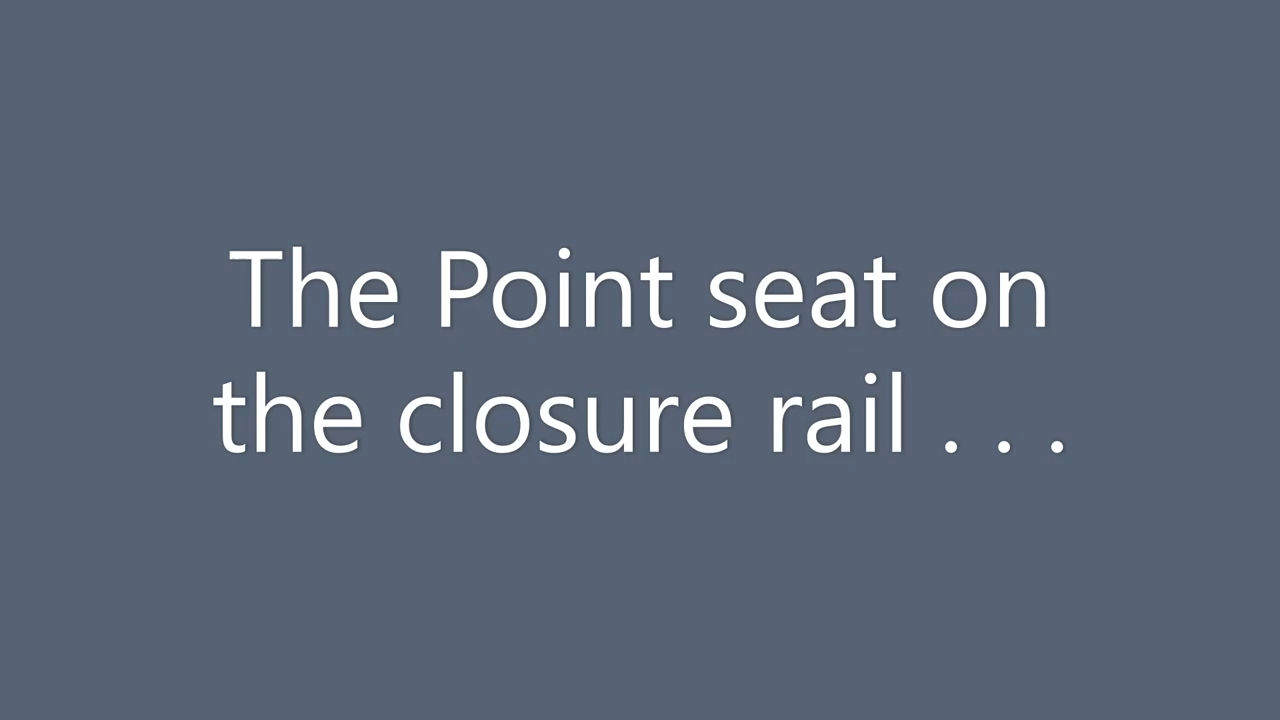 The Point seat on
the closure rail . . .